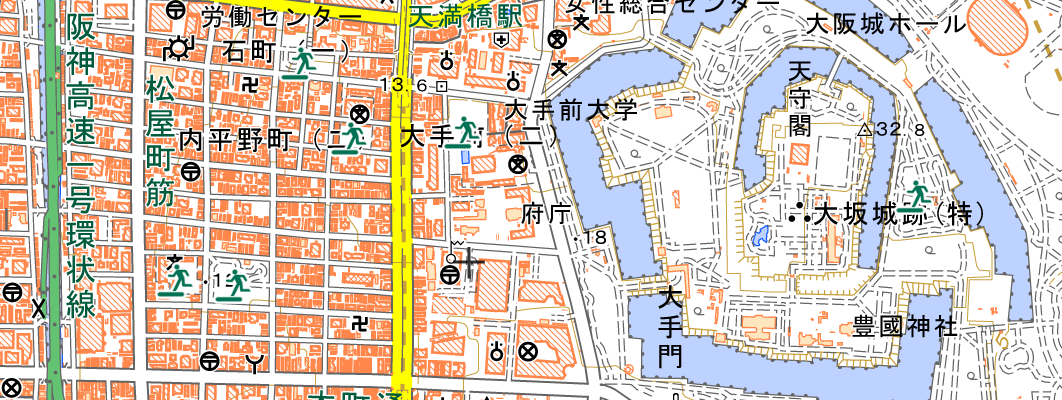 女性総合センター
労働センター
天満橋駅
大阪城ホール
石町（一）
13.6
天守閣
阪神高速一号環状線
松屋町筋
大手前大学
32.8
内平野町（二）
大手前（二）
府庁
大坂城跡（特）
18
大手門
豊國神社